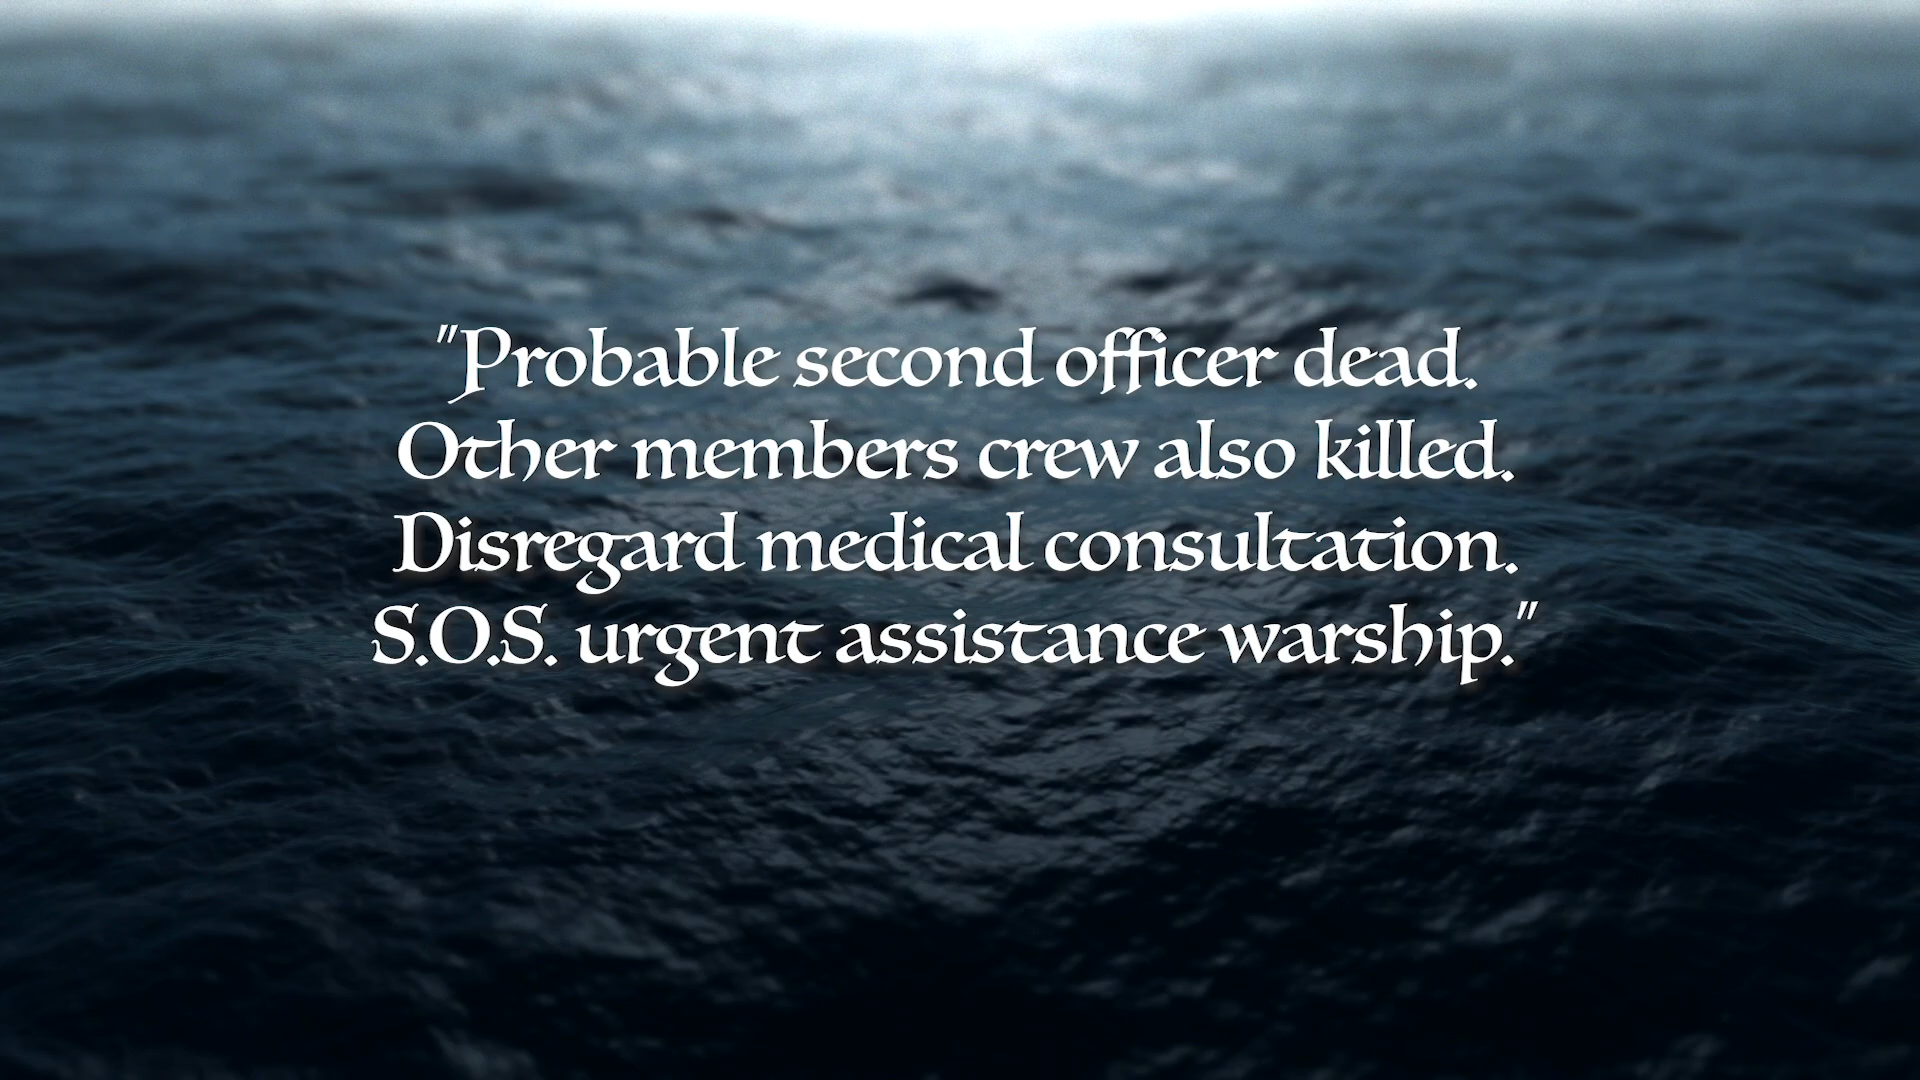 "Probable second officer dead.
Other members crew also killed.
Disregard medical consultation.
S.O.S. urgent assistance warship."